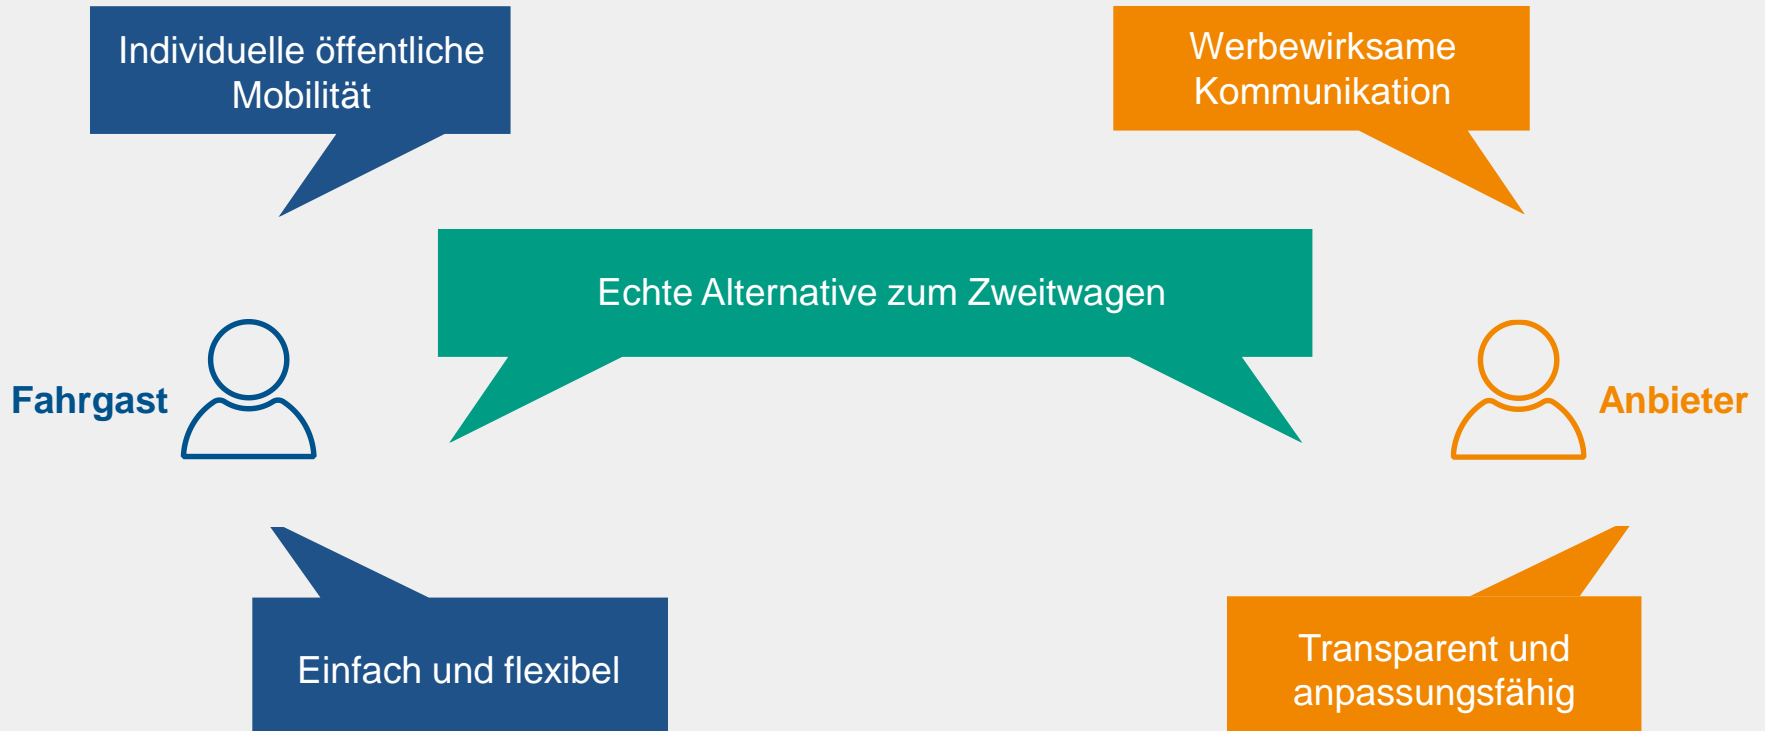 Individuelle öffentliche
Mobilität
Werbewirksame
Kommunikation
Echte Alternative zum Zweitwagen
Fahrgast
Anbieter
Einfach und flexibel
Transparent und
anpassungsfähig